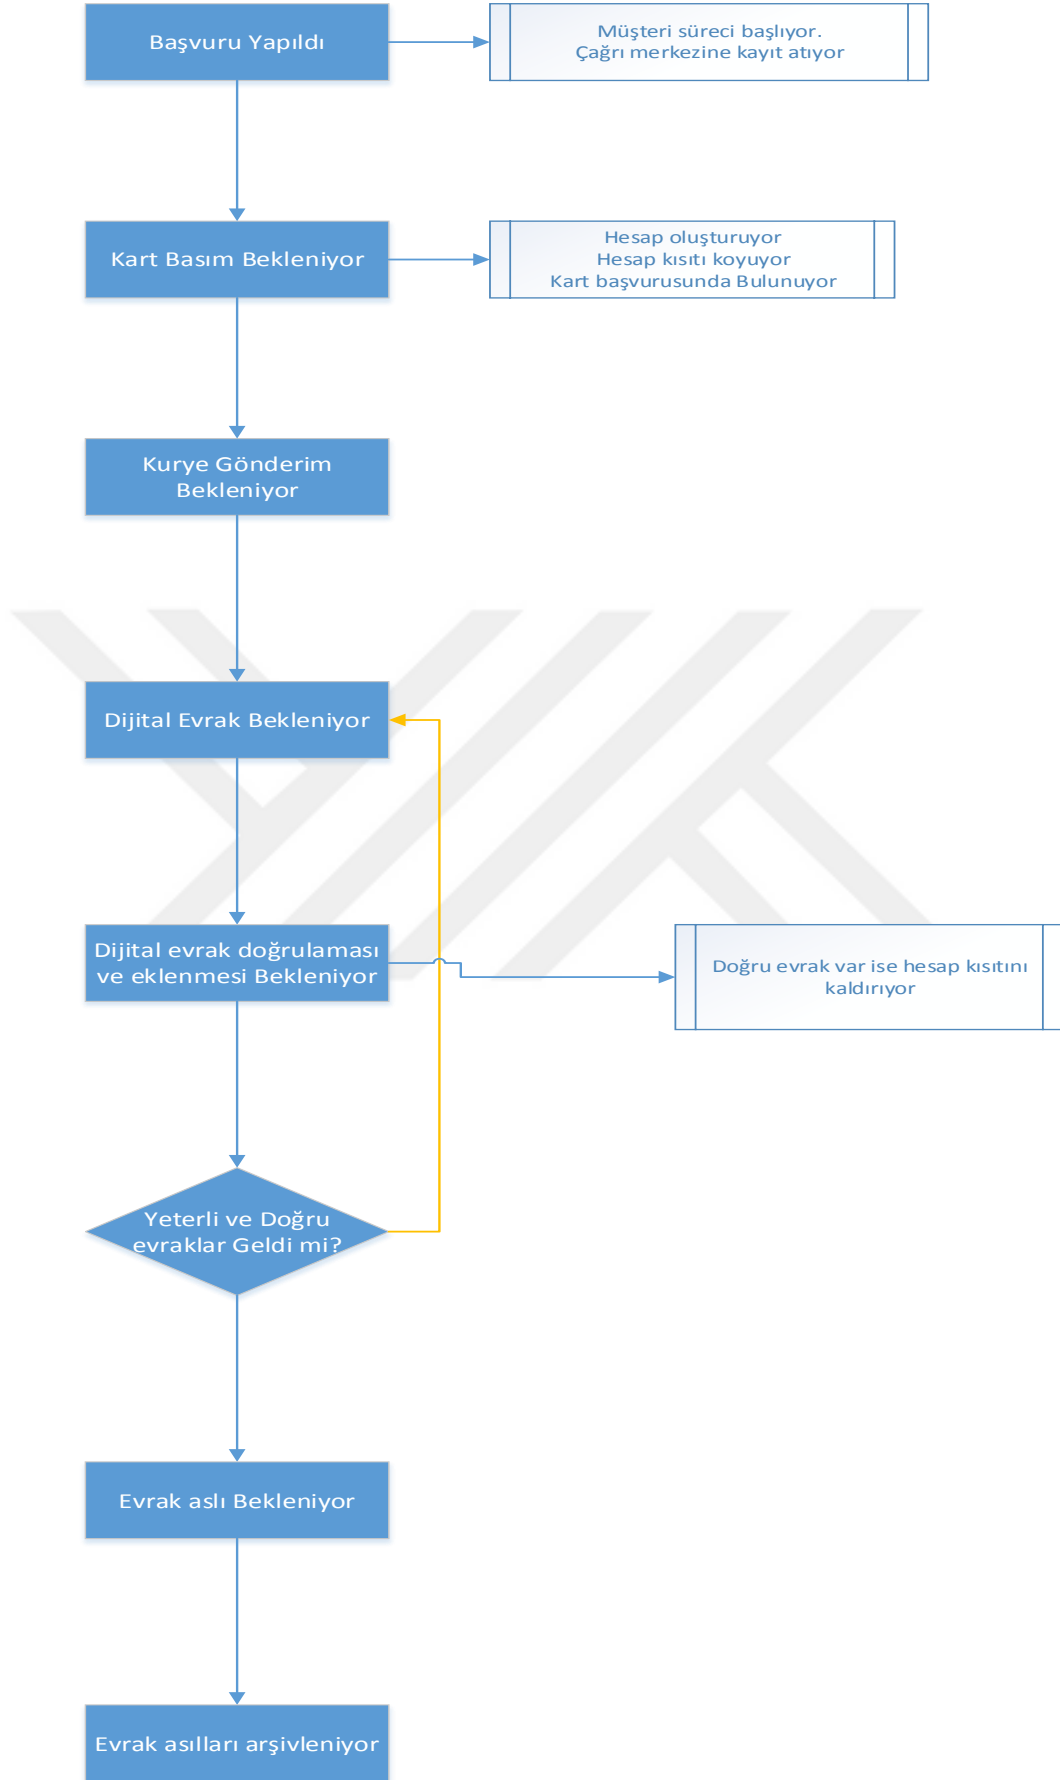 Başvuru Yapıldı
Müşteri süreci başlıyor.
Çağrı merkezine kayıt atıyor
Kart Basım Bekleniyor
Hesap oluşturuyor
Hesap kısıtı koyuyor
Kart başvurusunda Bulunuyor
Kurye Gönderim
Bekleniyor
Dijital Evrak Bekleniyor
Dijital evrak doğrulaması
ve eklenmesi Bekleniyor
Doğru evrak var ise hesap kısıtını
kaldırıyor
Yeterli ve Doğru
evraklar Geldi mi?
Evrak aslı Bekleniyor
Evrak asılları arşivleniyor